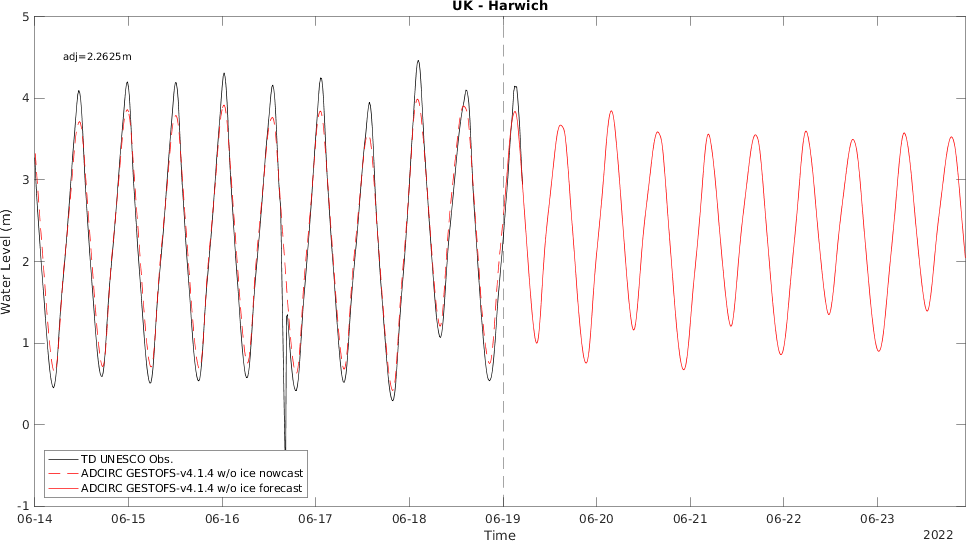 UK - Harwich
adj=2.2625m
Water Level (m)
5
4
3
2
1
0
-1
TD UNESCO Obs.
ADCIRC GESTOFS-v4.1.4 w/o ice nowcast
ADCIRC GESTOFS-v4.1.4 w/o ice forecast
06-14 06-15 06-16 06-17 06-18 06-19 06-20 06-21 06-22 06-23
Time
2022